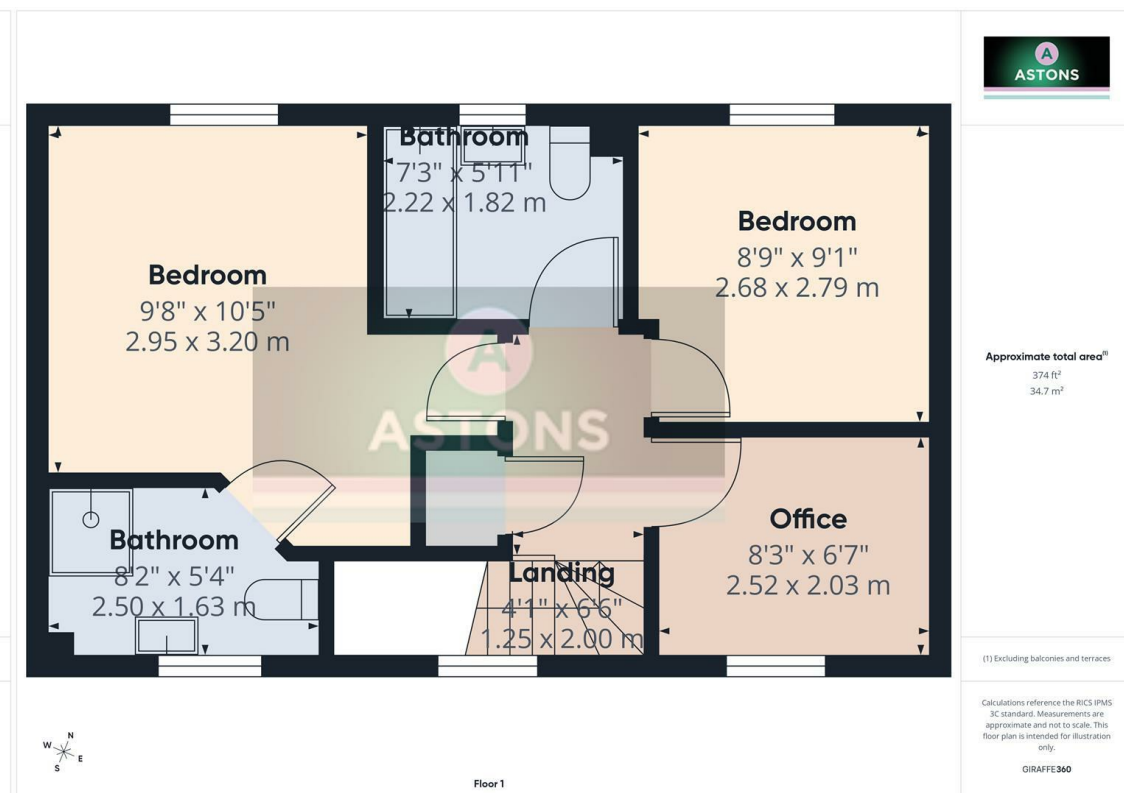 A
ASTONS
Bathroom
7'3" x 5'11"
2.22 x 1.82 m
Bedroom
8'9" x 9'1"
2.68 x 2.79 m
Bedroom
9'8" x 10'5"
2.95 x 3.20 m
A
ASTONS
Approximate total area(1)
374 ft²
34.7 m²
Bathroom
8'2" x 5'4"
2.50 x 1.63 m
Landing
4'1" x 6'6"
1.25 x 2.00 m
Office
8'3" x 6'7"
2.52 x 2.03 m
(1) Excluding balconies and terraces
Calculations reference the RICS IPMS
3C standard. Measurements are
approximate and not to scale. This
floor plan is intended for illustration
only.
GIRAFFE360
N
W
E
S
Floor 1